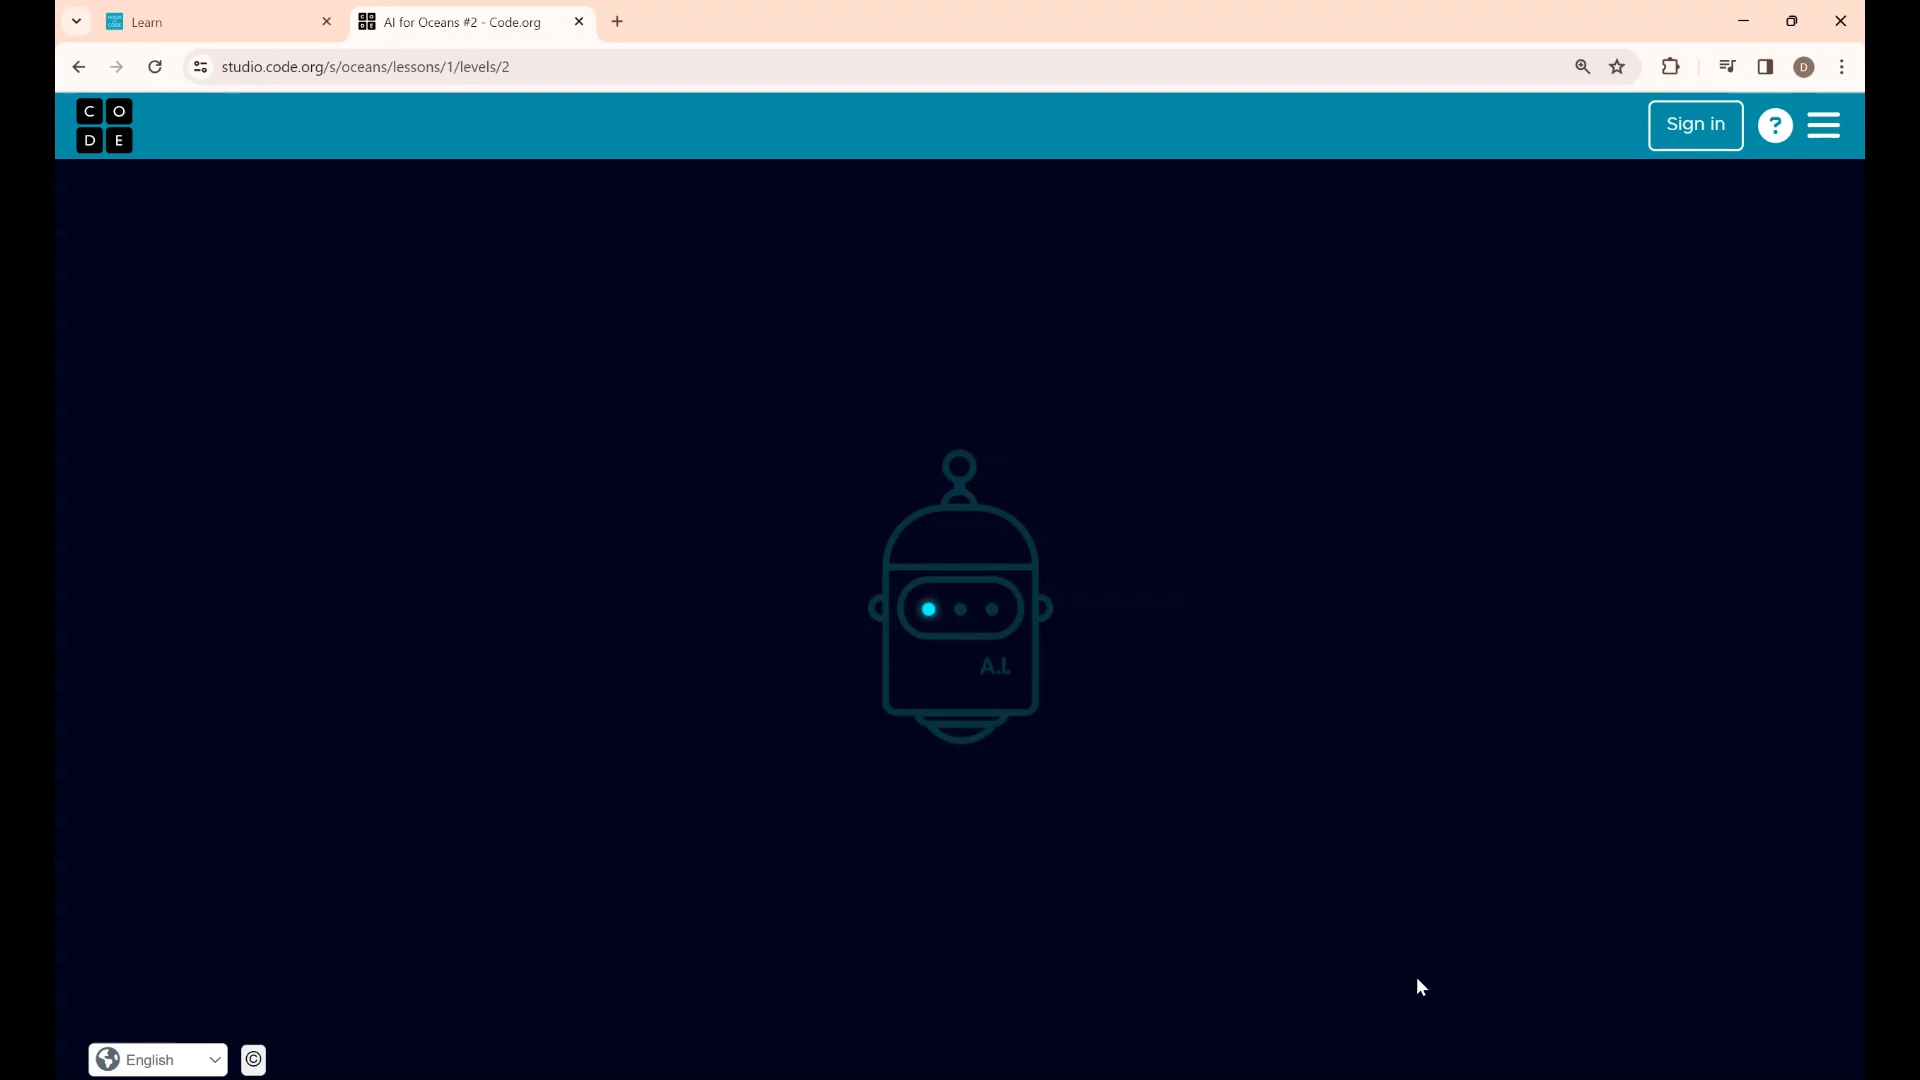 Learn
AI for Oceans #2 - Code.org
studio.code.org/s/oceans/lessons/1/levels/2
D
C O
D E
Sign in
?
A.I.
English
©